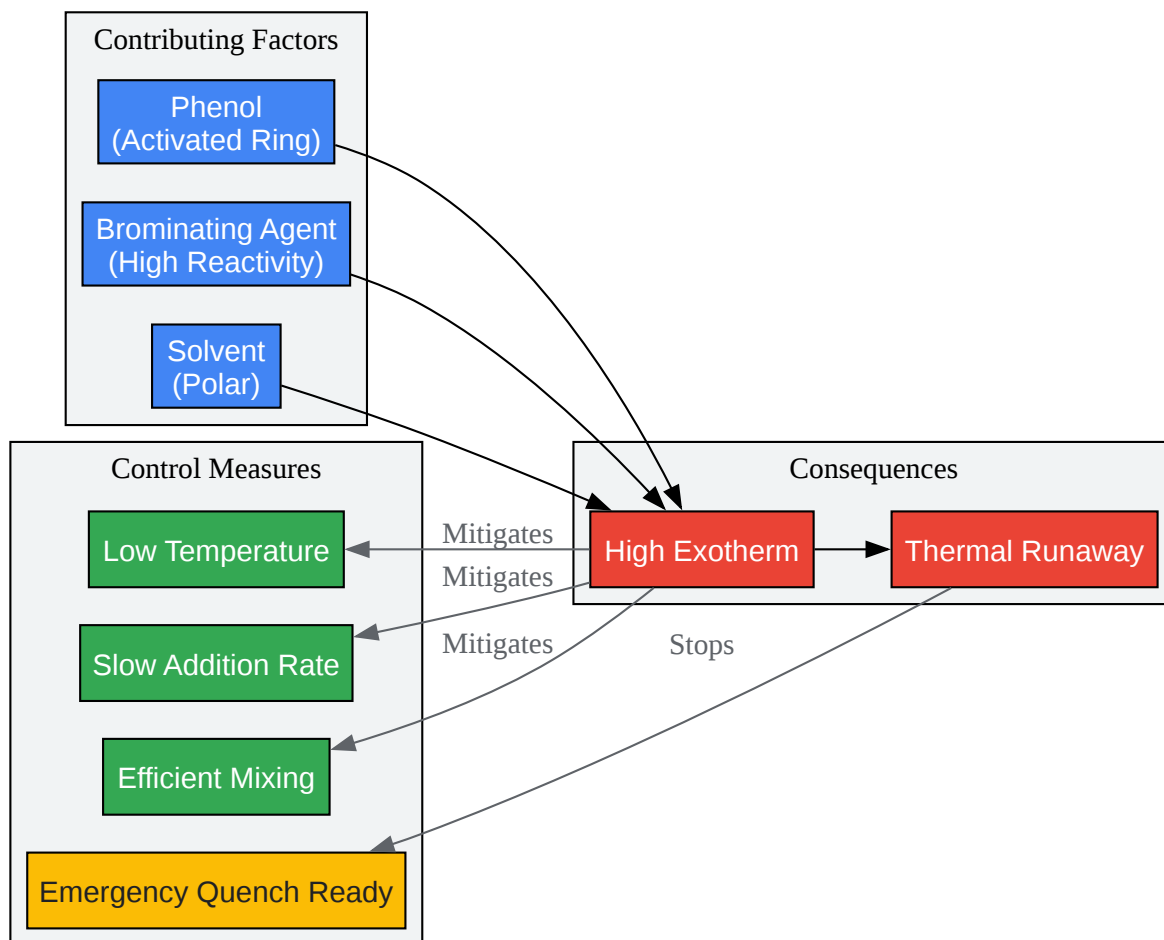 Contributing Factors
Phenol
(Activated Ring)
Brominating Agent
(High Reactivity)
Solvent
(Polar)
Control Measures
Low Temperature
Slow Addition Rate
Efficient Mixing
Emergency Quench Ready
Mitigates
Mitigates
Mitigates
Stops
Consequences
High Exotherm
Thermal Runaway